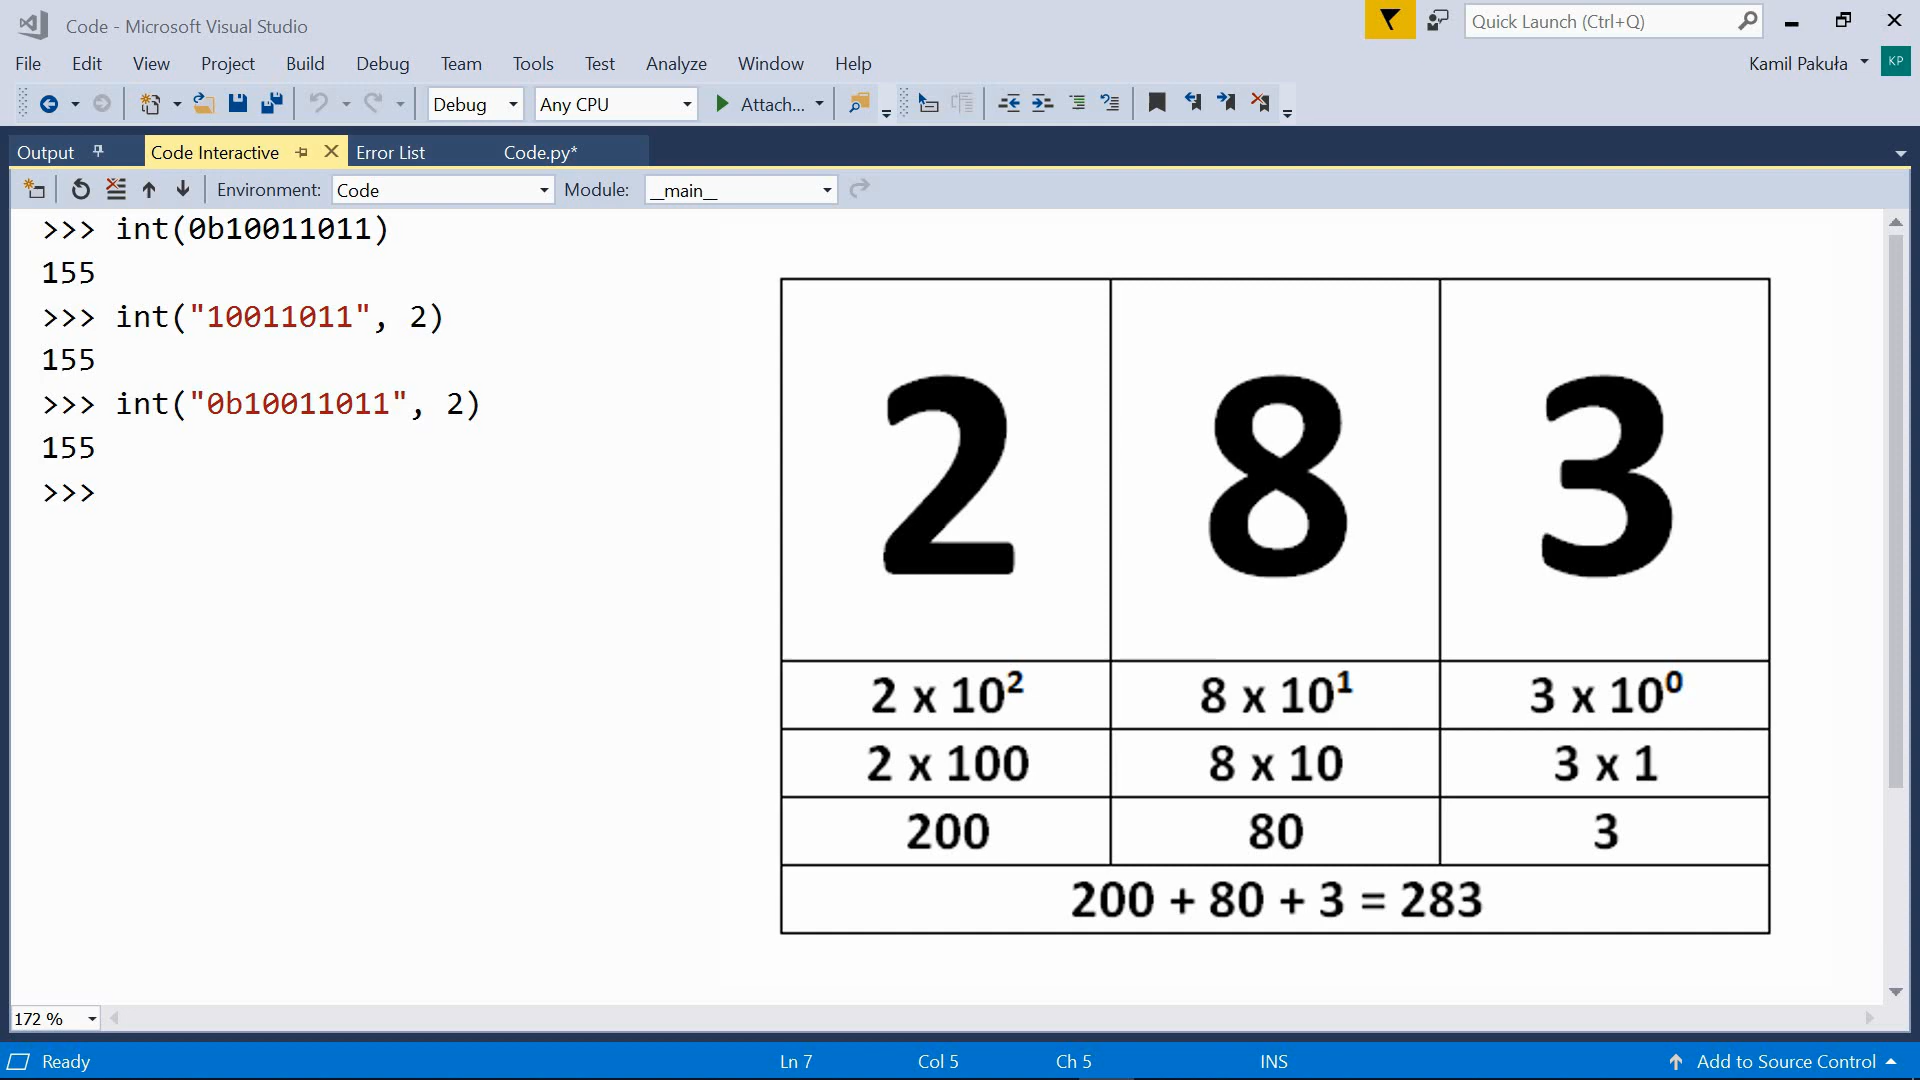 Code - Microsoft Visual Studio
Quick Launch (Ctrl+Q)
File Edit View Project Build Debug Team Tools Test Analyze Window Help
Kamil Pakuła KP
Debug Any CPU Attach...
Output Code Interactive Error List Code.py*
Environment: Code Module: __main__
>>> int(0b10011011)
155
>>> int("10011011", 2)
155
>>> int("0b10011011", 2)
155
>>>
2 8 3
2 x 10² 8 x 10¹ 3 x 10⁰
2 x 100 8 x 10 3 x 1
200 80 3
200 + 80 + 3 = 283
172 %
Ready Ln 7 Col 5 Ch 5 INS Add to Source Control